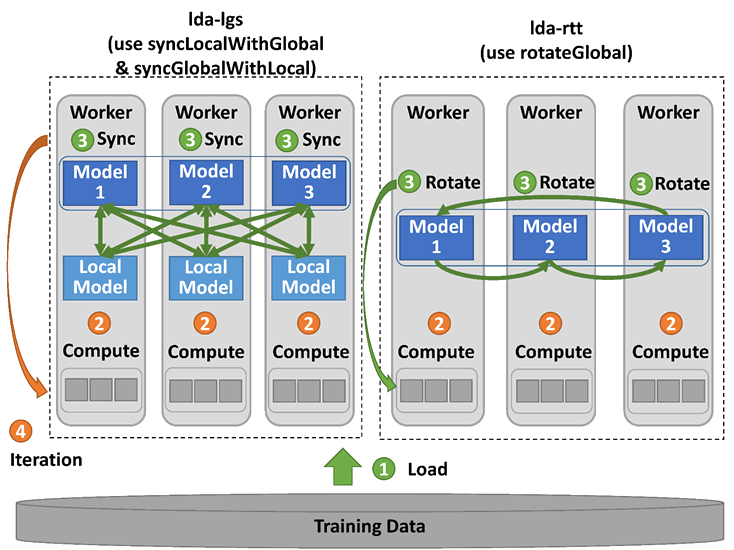 lda-lgs
(use syncLocalWithGlobal
& syncGlobalWithLocal)
lda-rtt
(use rotateGlobal)
Worker Worker Worker
3 Sync 3 Sync 3 Sync
Model 1 Model 2 Model 3
Local Model Local Model Local Model
2 2 2
Compute Compute Compute
Worker Worker Worker
3 Rotate 3 Rotate 3 Rotate
Model 1 Model 2 Model 3
2 2 2
Compute Compute Compute
4
Iteration
1 Load
Training Data